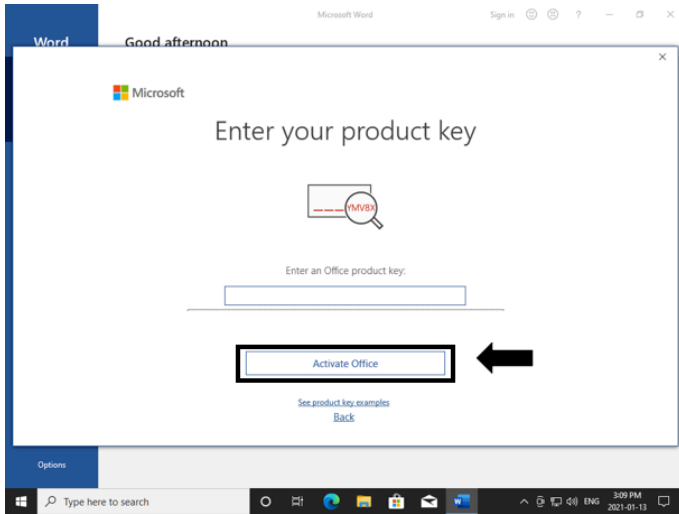 Microsoft Word
Sign in
?
Word
Good afternoon
Microsoft
Enter your product key
YMVBX
Enter an Office product key:
Activate Office
See product key examples
Back
Options
Type here to search
ENG
3:09 PM
2021-01-13